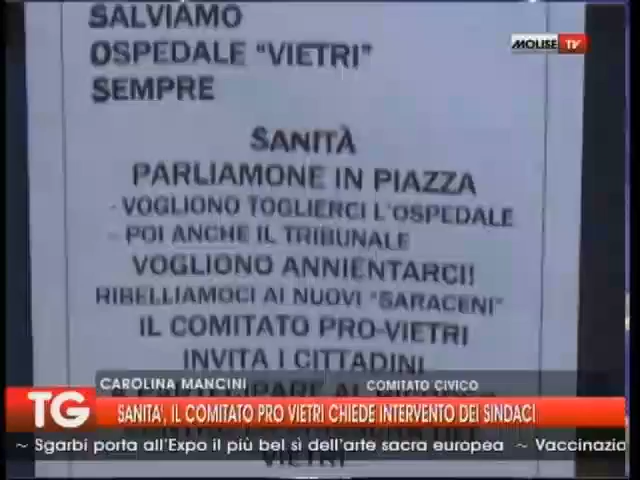 SALVIAMO
OSPEDALE "VIETRI"
SEMPRE
MOLISE TV
SANITÀ
PARLIAMONE IN PIAZZA
- VOGLIONO TOGLIERCI L'OSPEDALE
- POI ANCHE IL TRIBUNALE
VOGLIONO ANNIENTARCI!
RIBELLIAMOCI AI NUOVI "SARACENI"
IL COMITATO PRO-VIETRI
INVITA I CITTADINI
CAROLINA MANCINI COMITATO CIVICO
TG SANITA', IL COMITATO PRO VIETRI CHIEDE INTERVENTO DEI SINDACI
~ Sgarbi porta all'Expo il più bel sì dell'arte sacra europea ~ Vaccinazio
VIETRI